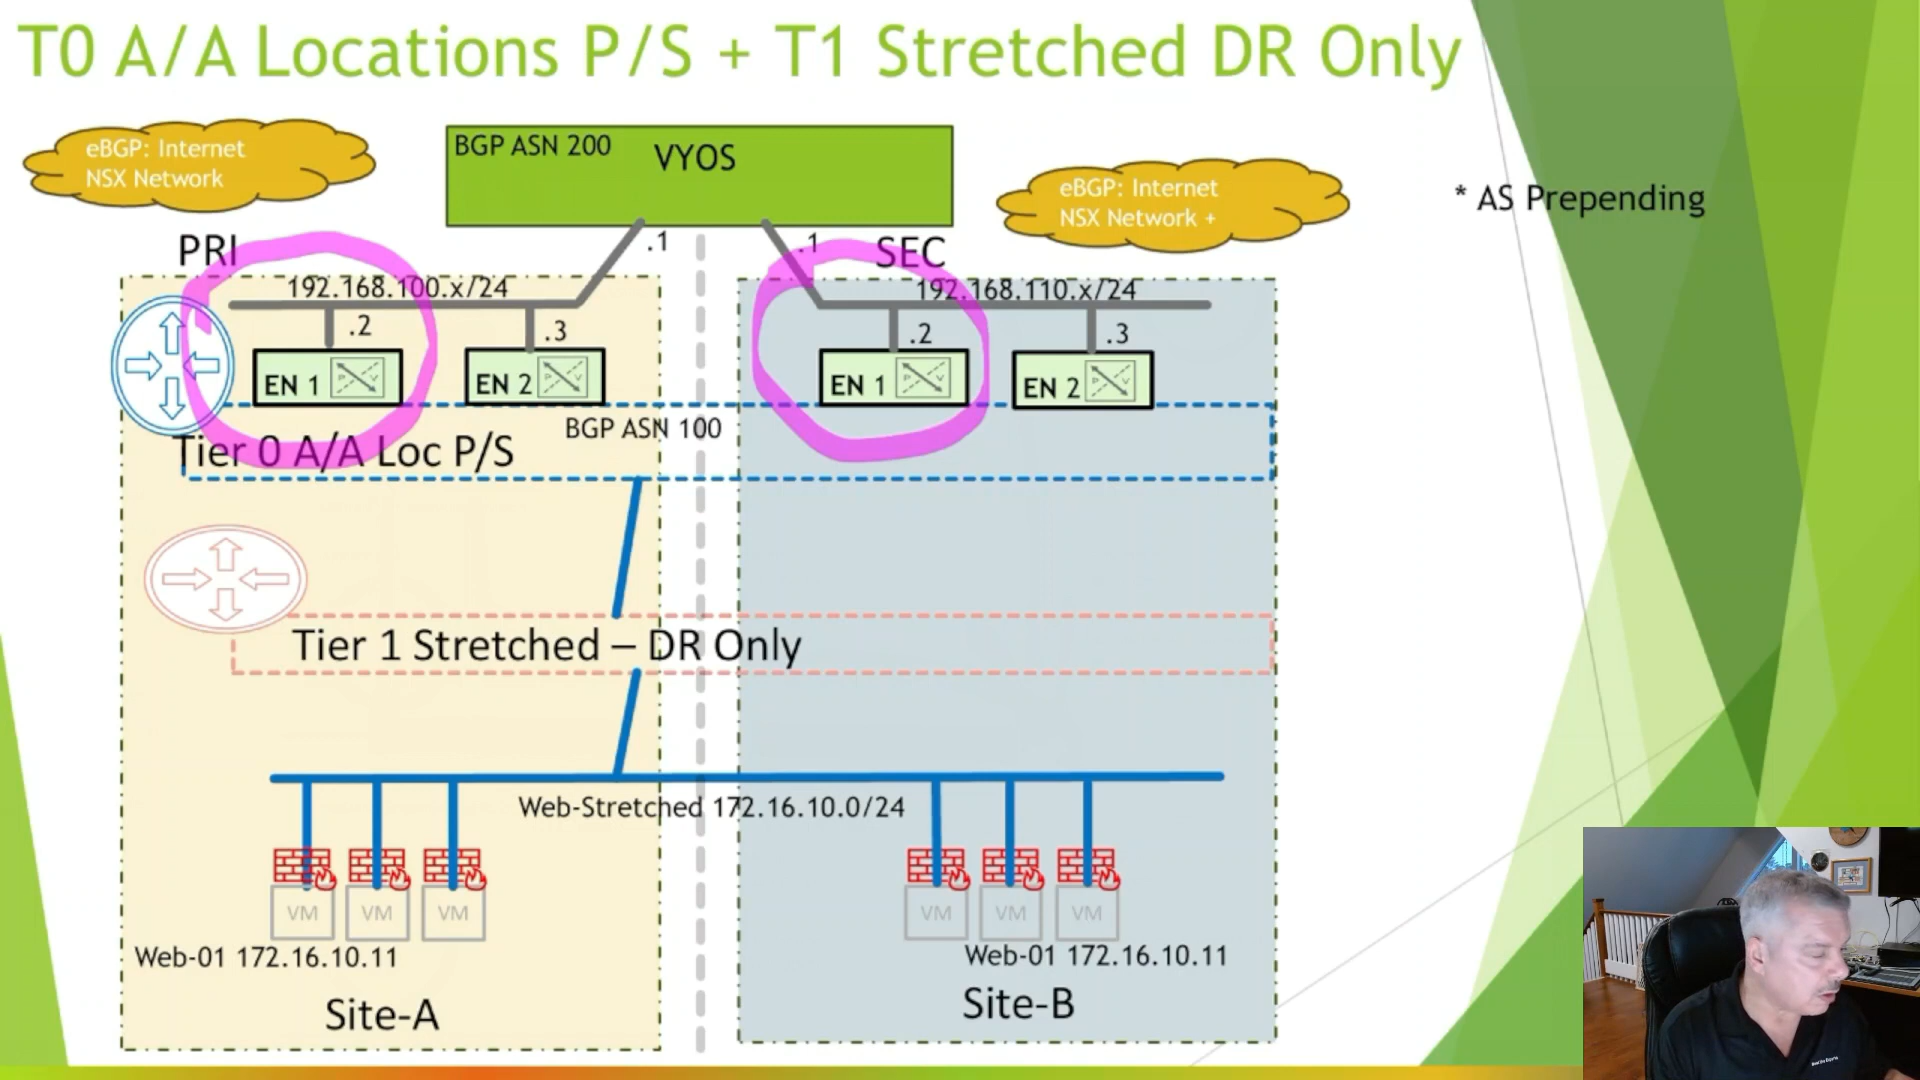 T0 A/A Locations P/S + T1 Stretched DR Only
eBGP: Internet
NSX Network
BGP ASN 200
VYOS
eBGP: Internet
NSX Network +
* AS Prepending
PRI
.1
.1
SEC
192.168.100.x/24
192.168.110.x/24
.2
.3
.2
.3
EN 1
EN 2
EN 1
EN 2
BGP ASN 100
Tier 0 A/A Loc P/S
Tier 1 Stretched – DR Only
Web-Stretched 172.16.10.0/24
VM
VM
VM
VM
VM
VM
Web-01 172.16.10.11
Web-01 172.16.10.11
Site-A
Site-B